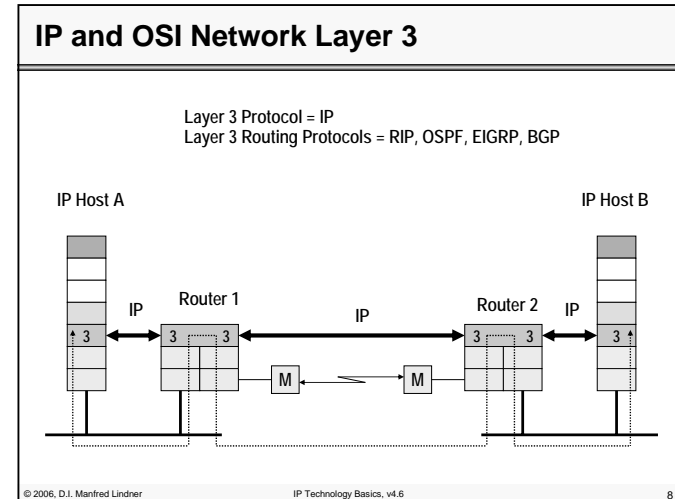 IP and OSI Network Layer 3
Layer 3 Protocol = IP
Layer 3 Routing Protocols = RIP, OSPF, EIGRP, BGP
IP Host A
IP Host B
Router 1
Router 2
IP
IP
IP
3
3 3
3 3
3
M
M
© 2006, D.I. Manfred Lindner
IP Technology Basics, v4.6
8